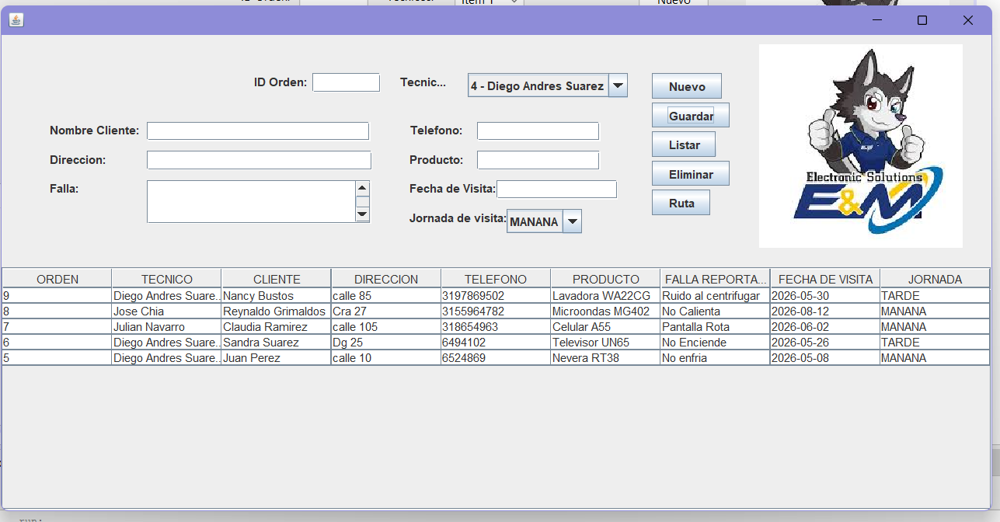 Nuevo
ID Orden: Tecnic... 4 - Diego Andres Suarez Nuevo
Guardar
Nombre Cliente: Telefono: Listar
Direccion: Producto: Eliminar
Falla: Fecha de Visita: Ruta
Jornada de visita: MANANA
Electronic Solutions
E&M
ORDEN TECNICO CLIENTE DIRECCION TELEFONO PRODUCTO FALLA REPORTA... FECHA DE VISITA JORNADA
9 Diego Andres Suare... Nancy Bustos calle 85 3197869502 Lavadora WA22CG Ruido al centrifugar 2026-05-30 TARDE
8 Jose Chia Reynaldo Grimaldos Cra 27 3155964782 Microondas MG402 No Calienta 2026-08-12 MANANA
7 Julian Navarro Claudia Ramirez calle 105 318654963 Celular A55 Pantalla Rota 2026-06-02 MANANA
6 Diego Andres Suare... Sandra Suarez Dg 25 6494102 Televisor UN65 No Enciende 2026-05-26 TARDE
5 Diego Andres Suare... Juan Perez calle 10 6524869 Nevera RT38 No enfria 2026-05-08 MANANA